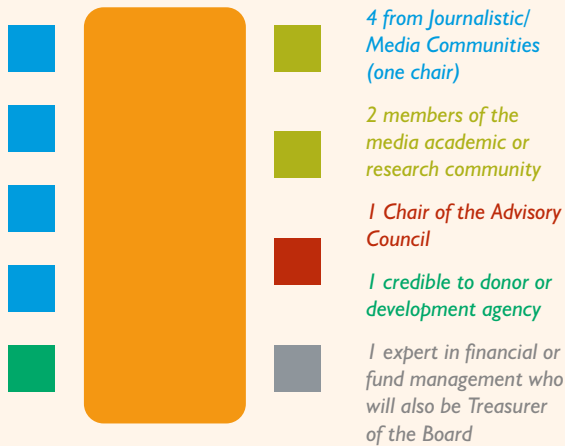 4 from Journalistic/
Media Communities
(one chair)
2 members of the
media academic or
research community
1 Chair of the Advisory
Council
1 credible to donor or
development agency
1 expert in financial or
fund management who
will also be Treasurer
of the Board